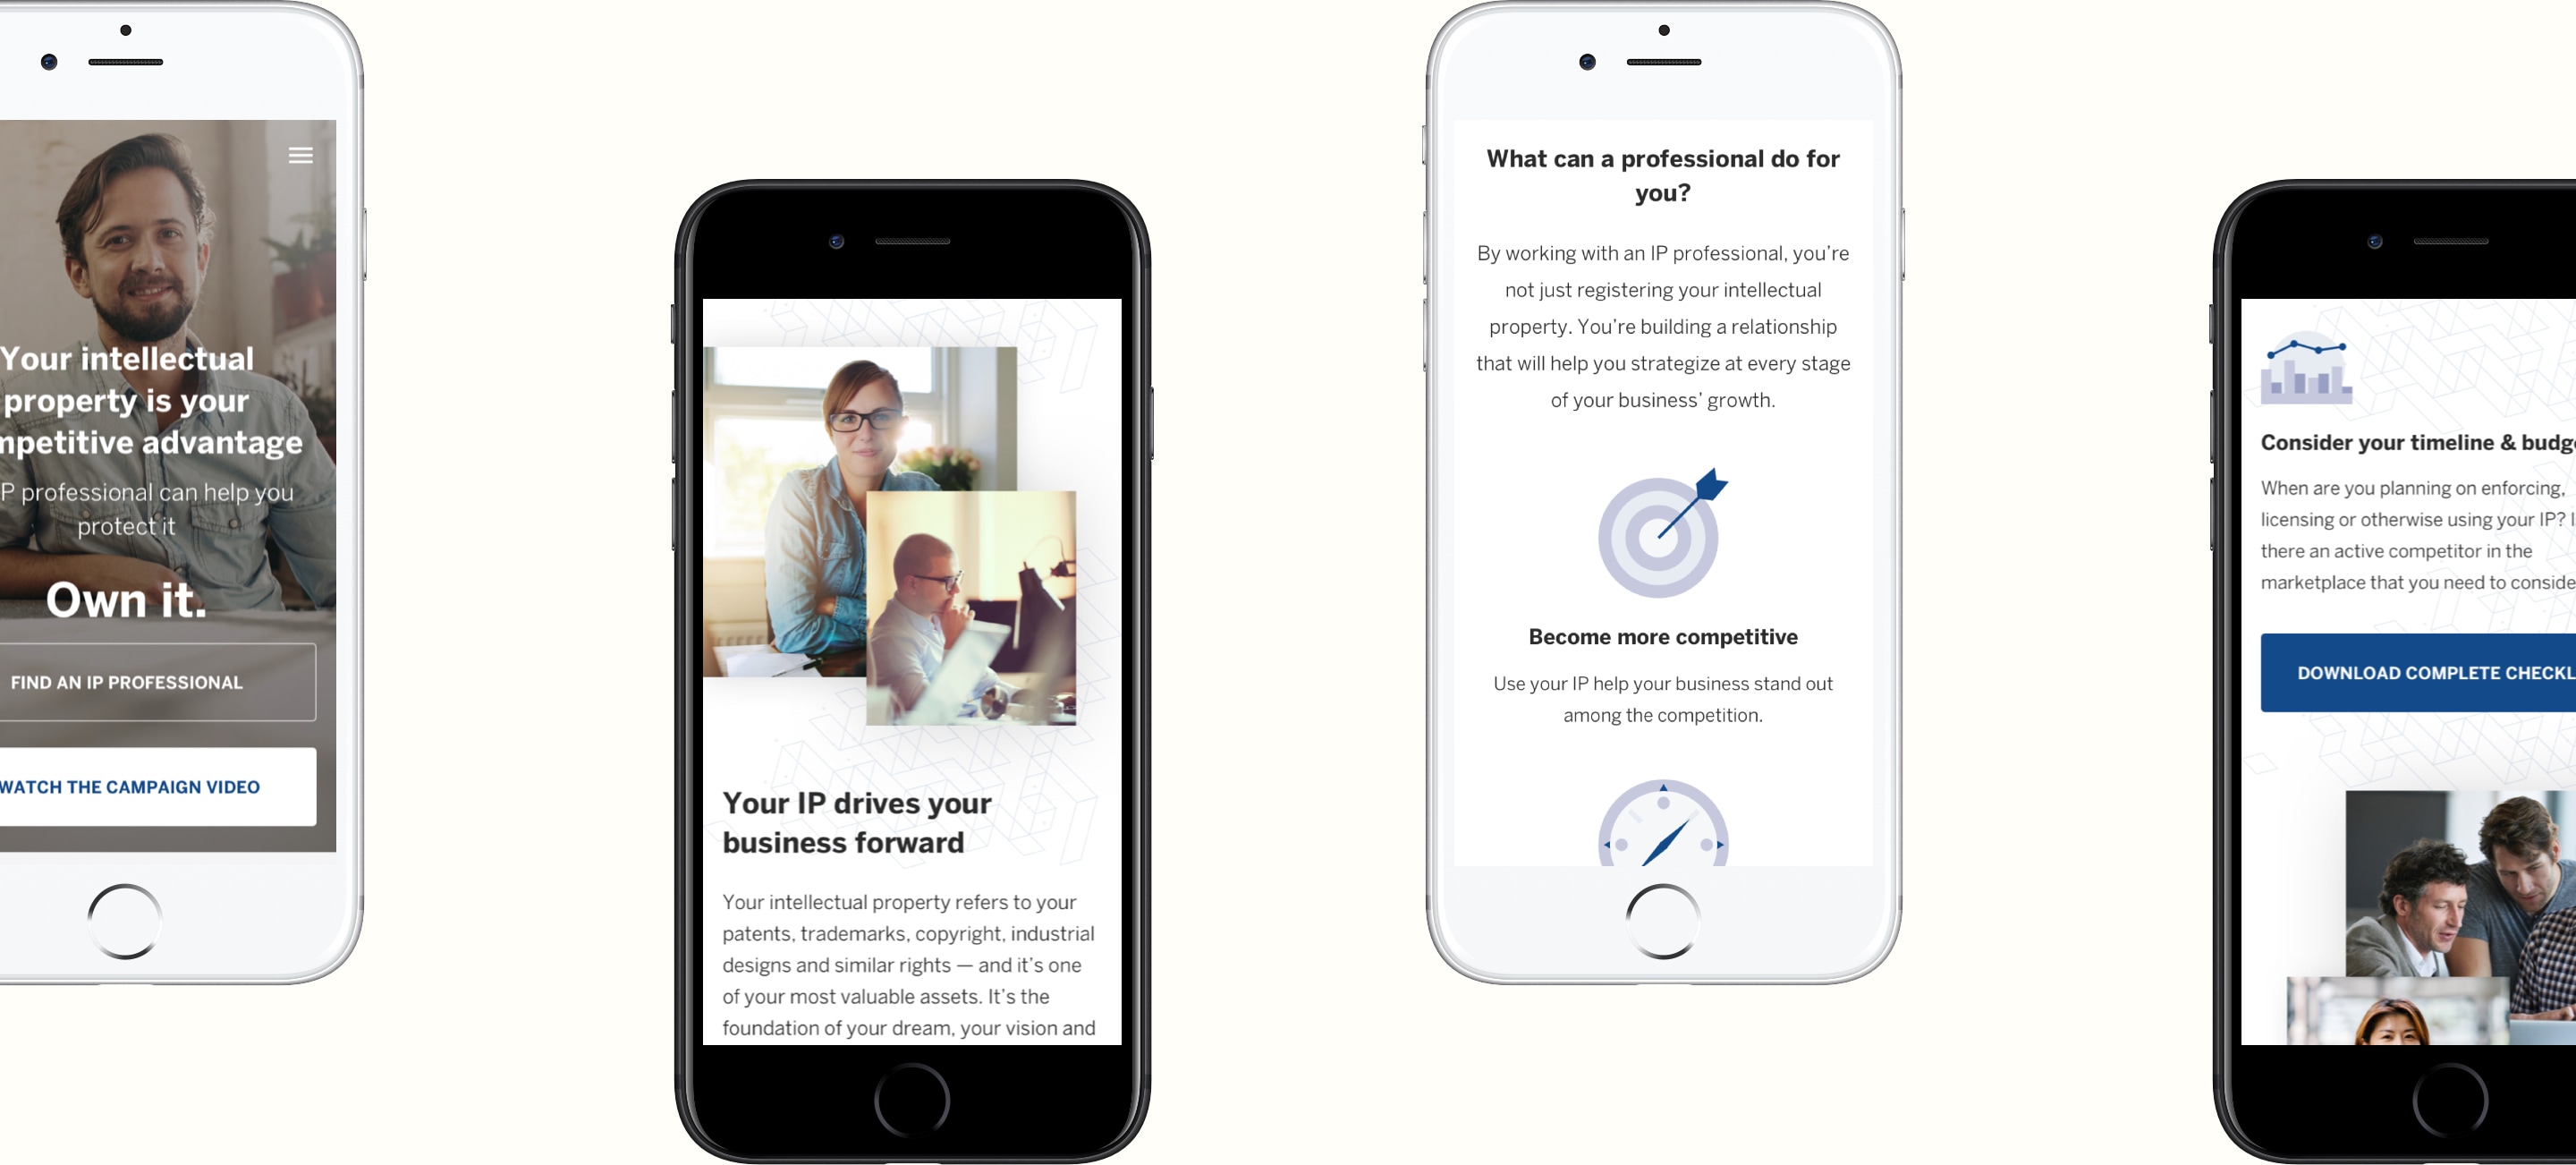 Your intellectual
property is your
mpetitive advantage
P professional can help you
protect it
Own it.
FIND AN IP PROFESSIONAL
WATCH THE CAMPAIGN VIDEO
Your IP drives your
business forward
Your intellectual property refers to your
patents, trademarks, copyright, industrial
designs and similar rights — and it's one
of your most valuable assets. It's the
foundation of your dream, your vision and
What can a professional do for
you?
By working with an IP professional, you're
not just registering your intellectual
property. You're building a relationship
that will help you strategize at every stage
of your business' growth.
Become more competitive
Use your IP help your business stand out
among the competition.
Consider your timeline & budg
When are you planning on enforcing,
licensing or otherwise using your IP? I
there an active competitor in the
marketplace that you need to conside
DOWNLOAD COMPLETE CHECKL